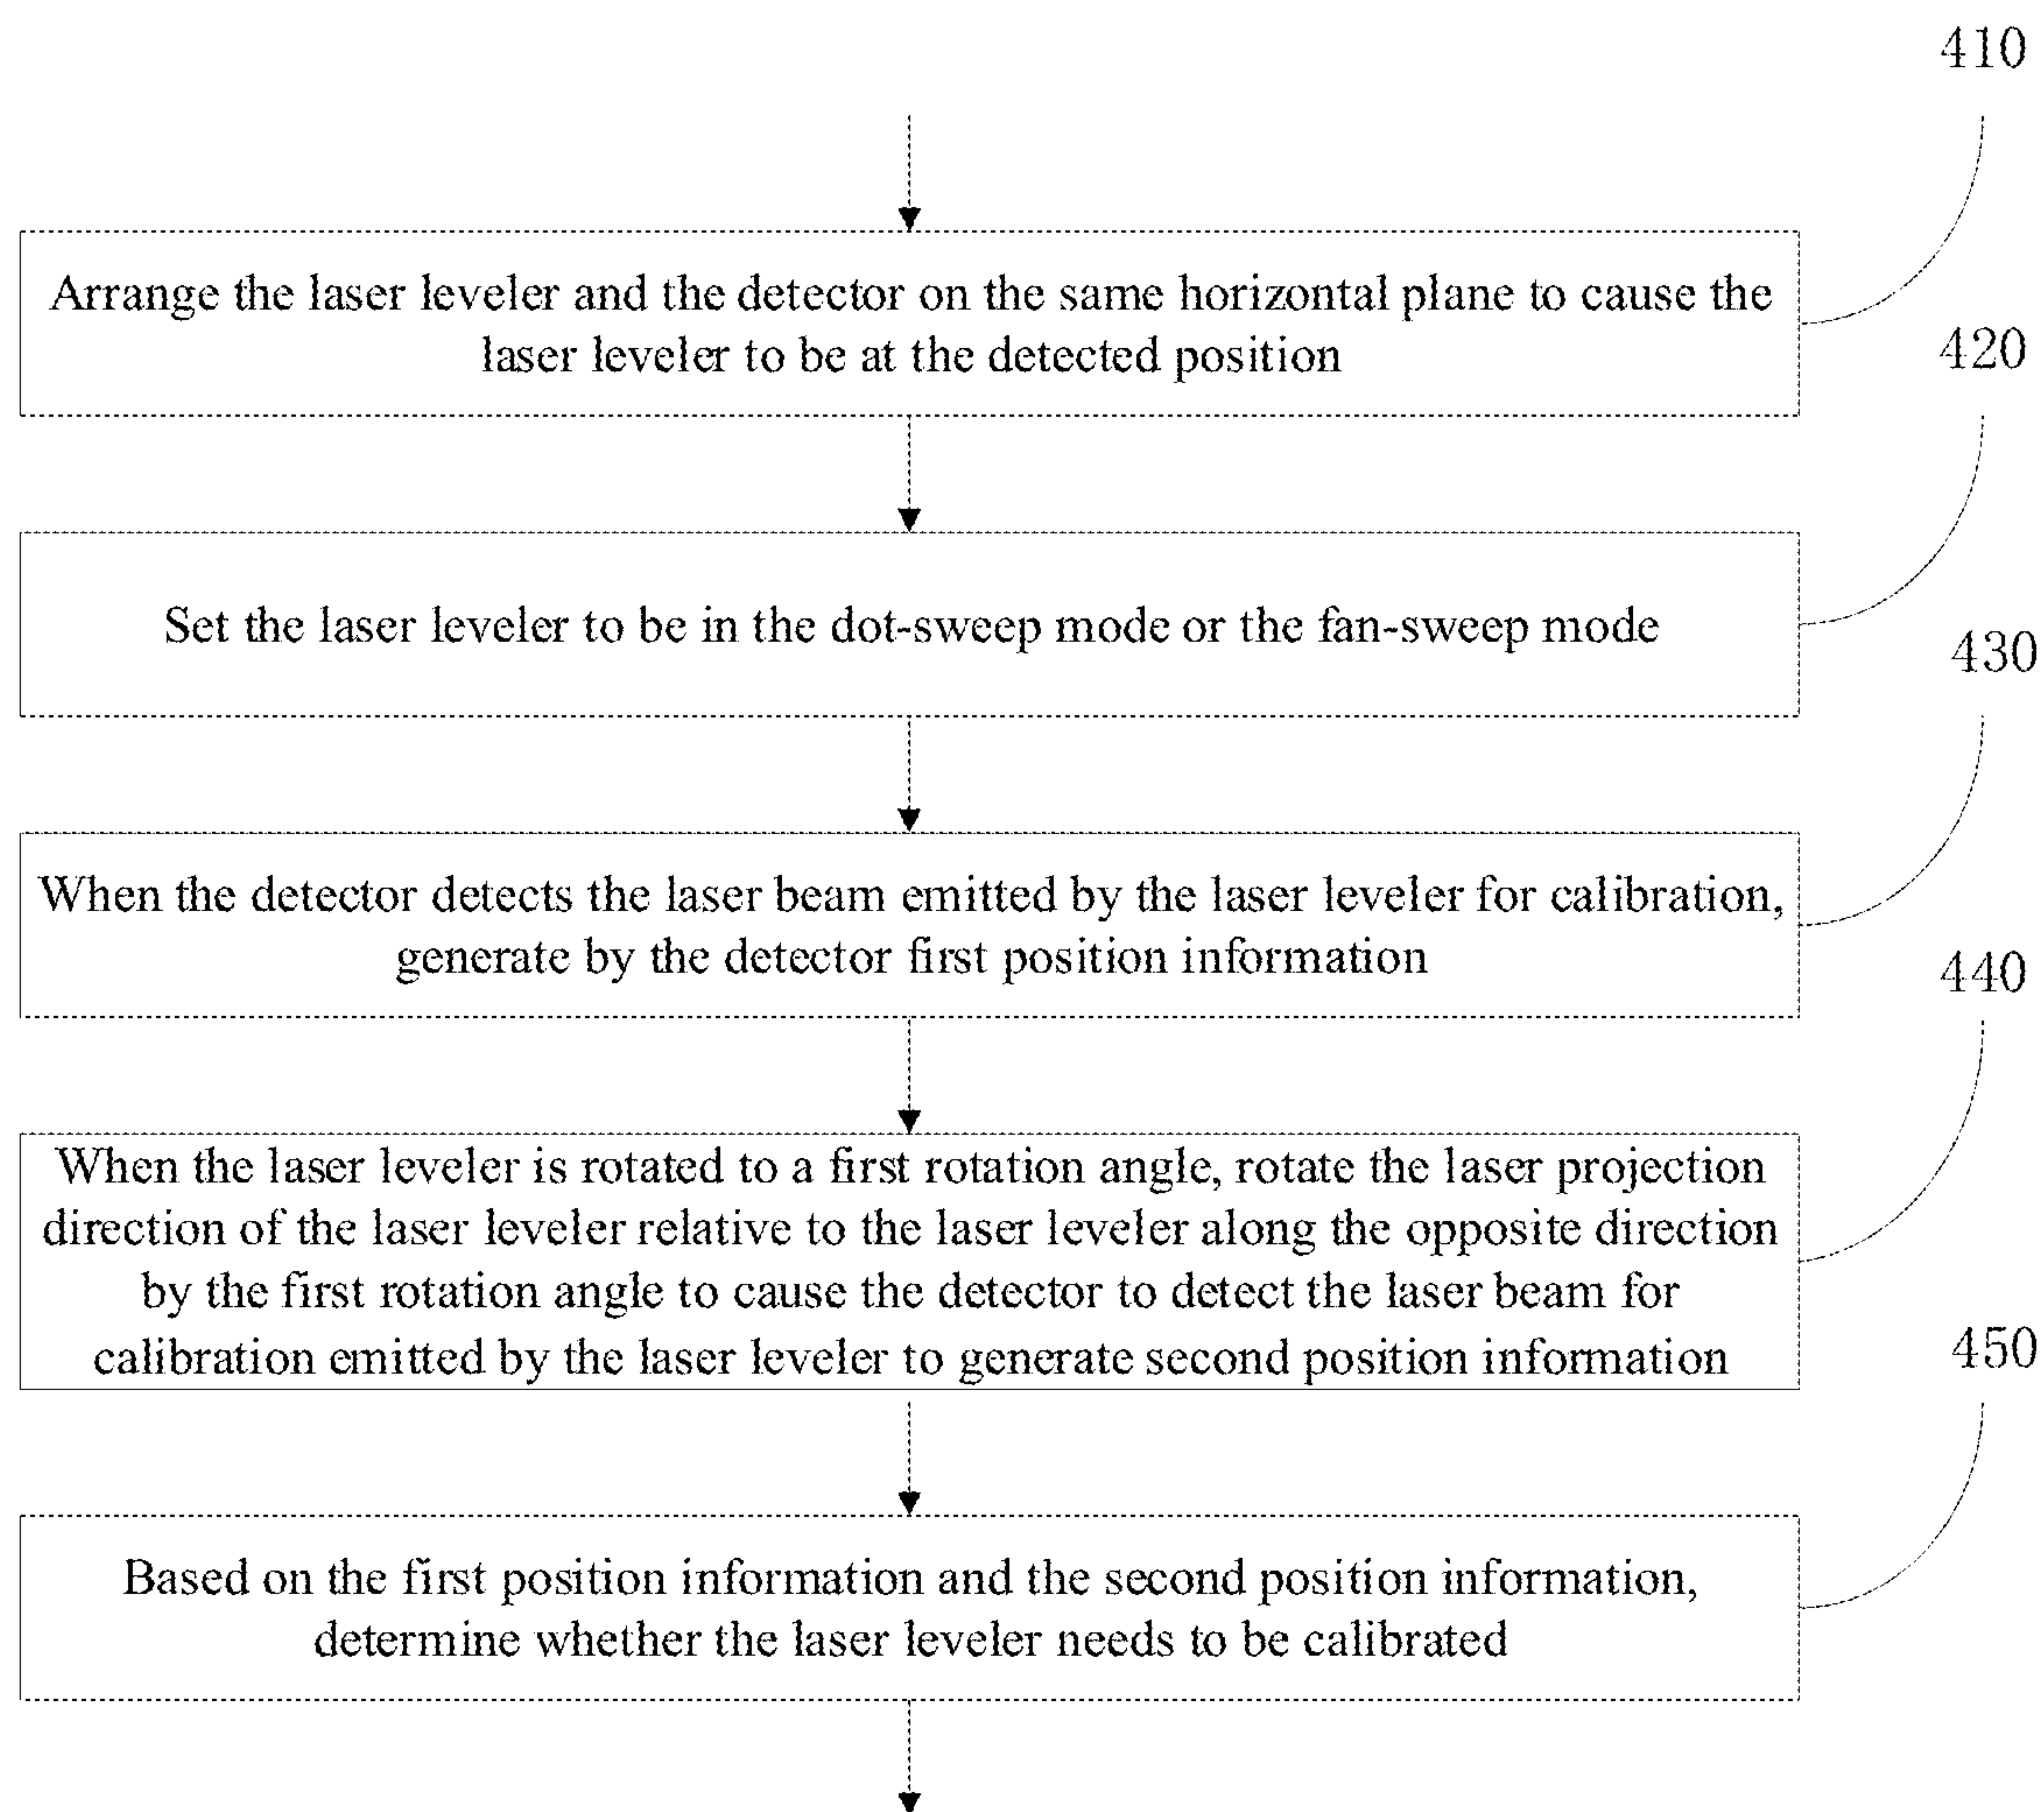 410
Arrange the laser leveler and the detector on the same horizontal plane to cause the
laser leveler to be at the detected position
420
Set the laser leveler to be in the dot-sweep mode or the fan-sweep mode
430
When the detector detects the laser beam emitted by the laser leveler for calibration,
generate by the detector first position information
440
When the laser leveler is rotated to a first rotation angle, rotate the laser projection
direction of the laser leveler relative to the laser leveler along the opposite direction
by the first rotation angle to cause the detector to detect the laser beam for
calibration emitted by the laser leveler to generate second position information
450
Based on the first position information and the second position information,
determine whether the laser leveler needs to be calibrated